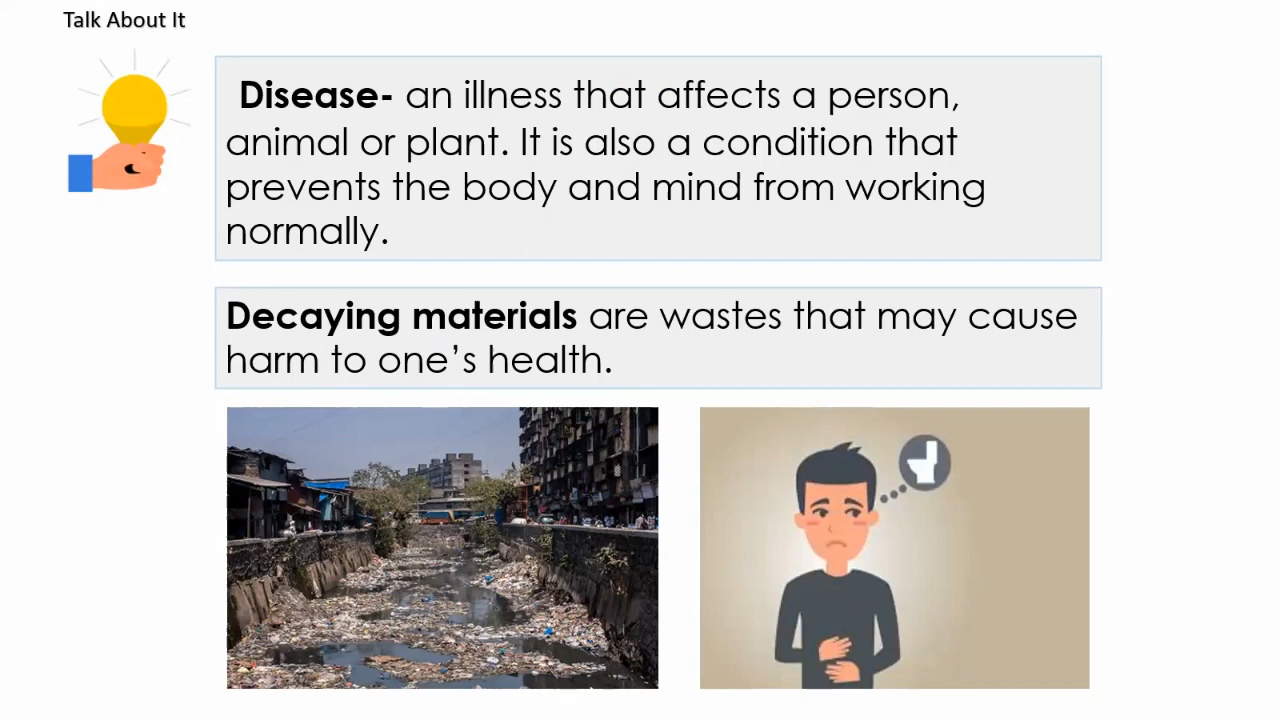 Talk About It
Disease- an illness that affects a person,
animal or plant. It is also a condition that
prevents the body and mind from working
normally.
Decaying materials are wastes that may cause
harm to one’s health.